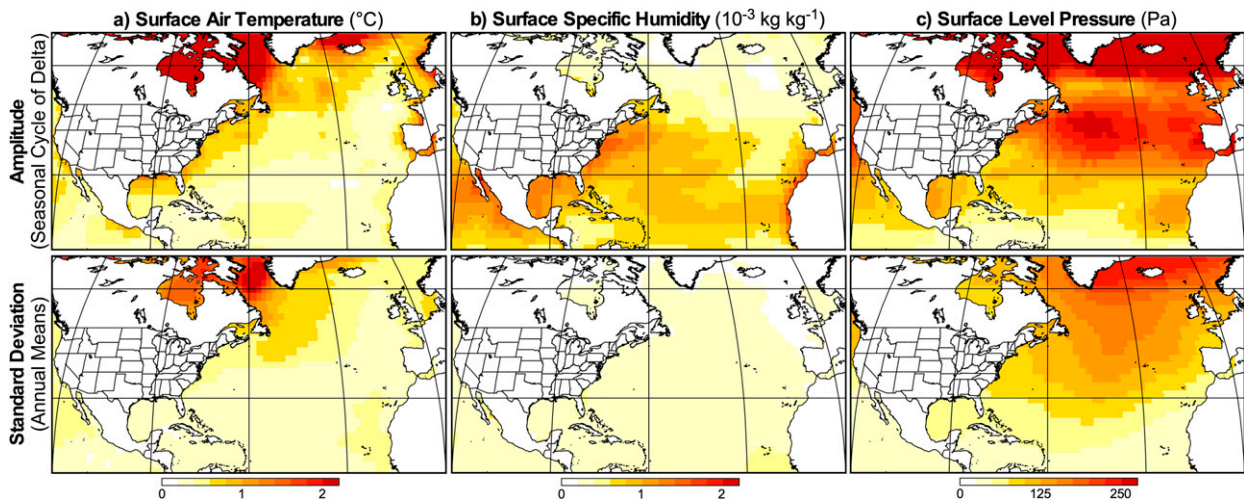 a) Surface Air Temperature (°C)
b) Surface Specific Humidity (10⁻³ kg kg⁻¹)
c) Surface Level Pressure (Pa)
Amplitude
(Seasonal Cycle of Delta)
Standard Deviation
(Annual Means)
0 1 2
0 1 2
0 125 250